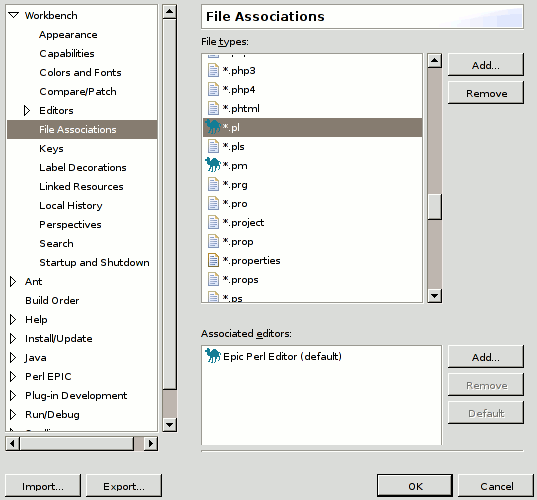 Workbench
Appearance
Capabilities
Colors and Fonts
Compare/Patch
Editors
File Associations
Keys
Label Decorations
Linked Resources
Local History
Perspectives
Search
Startup and Shutdown
Ant
Build Order
Help
Install/Update
Java
Perl EPIC
Plug-in Development
Run/Debug
File Associations
File types:
*.php3
*.php4
*.phtml
*.pl
*.pls
*.pm
*.prg
*.pro
*.project
*.prop
*.properties
*.props
*.ps
Add...
Remove
Associated editors:
Epic Perl Editor (default)
Add...
Remove
Default
Import...
Export...
OK
Cancel